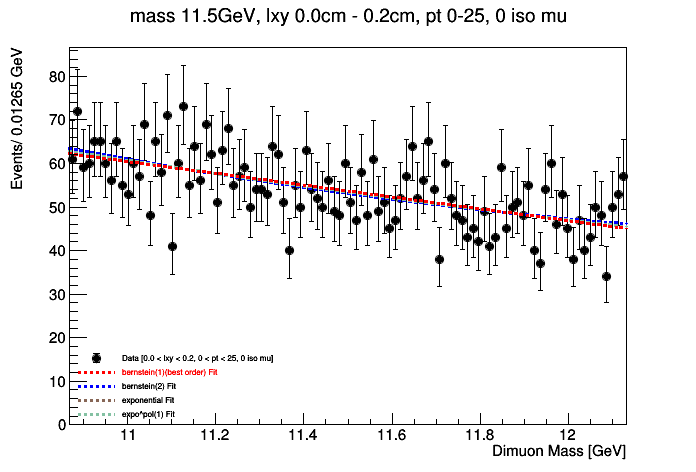 mass 11.5GeV, lxy 0.0cm - 0.2cm, pt 0-25, 0 iso mu
Events/ 0.01265 GeV
80
70
60
50
40
30
20
10
0
Data [0.0 < lxy < 0.2, 0 < pt < 25, 0 iso mu]
bernstein(1)(best order) Fit
bernstein(2) Fit
exponential Fit
expo*pol(1) Fit
11 11.2 11.4 11.6 11.8 12
Dimuon Mass [GeV]